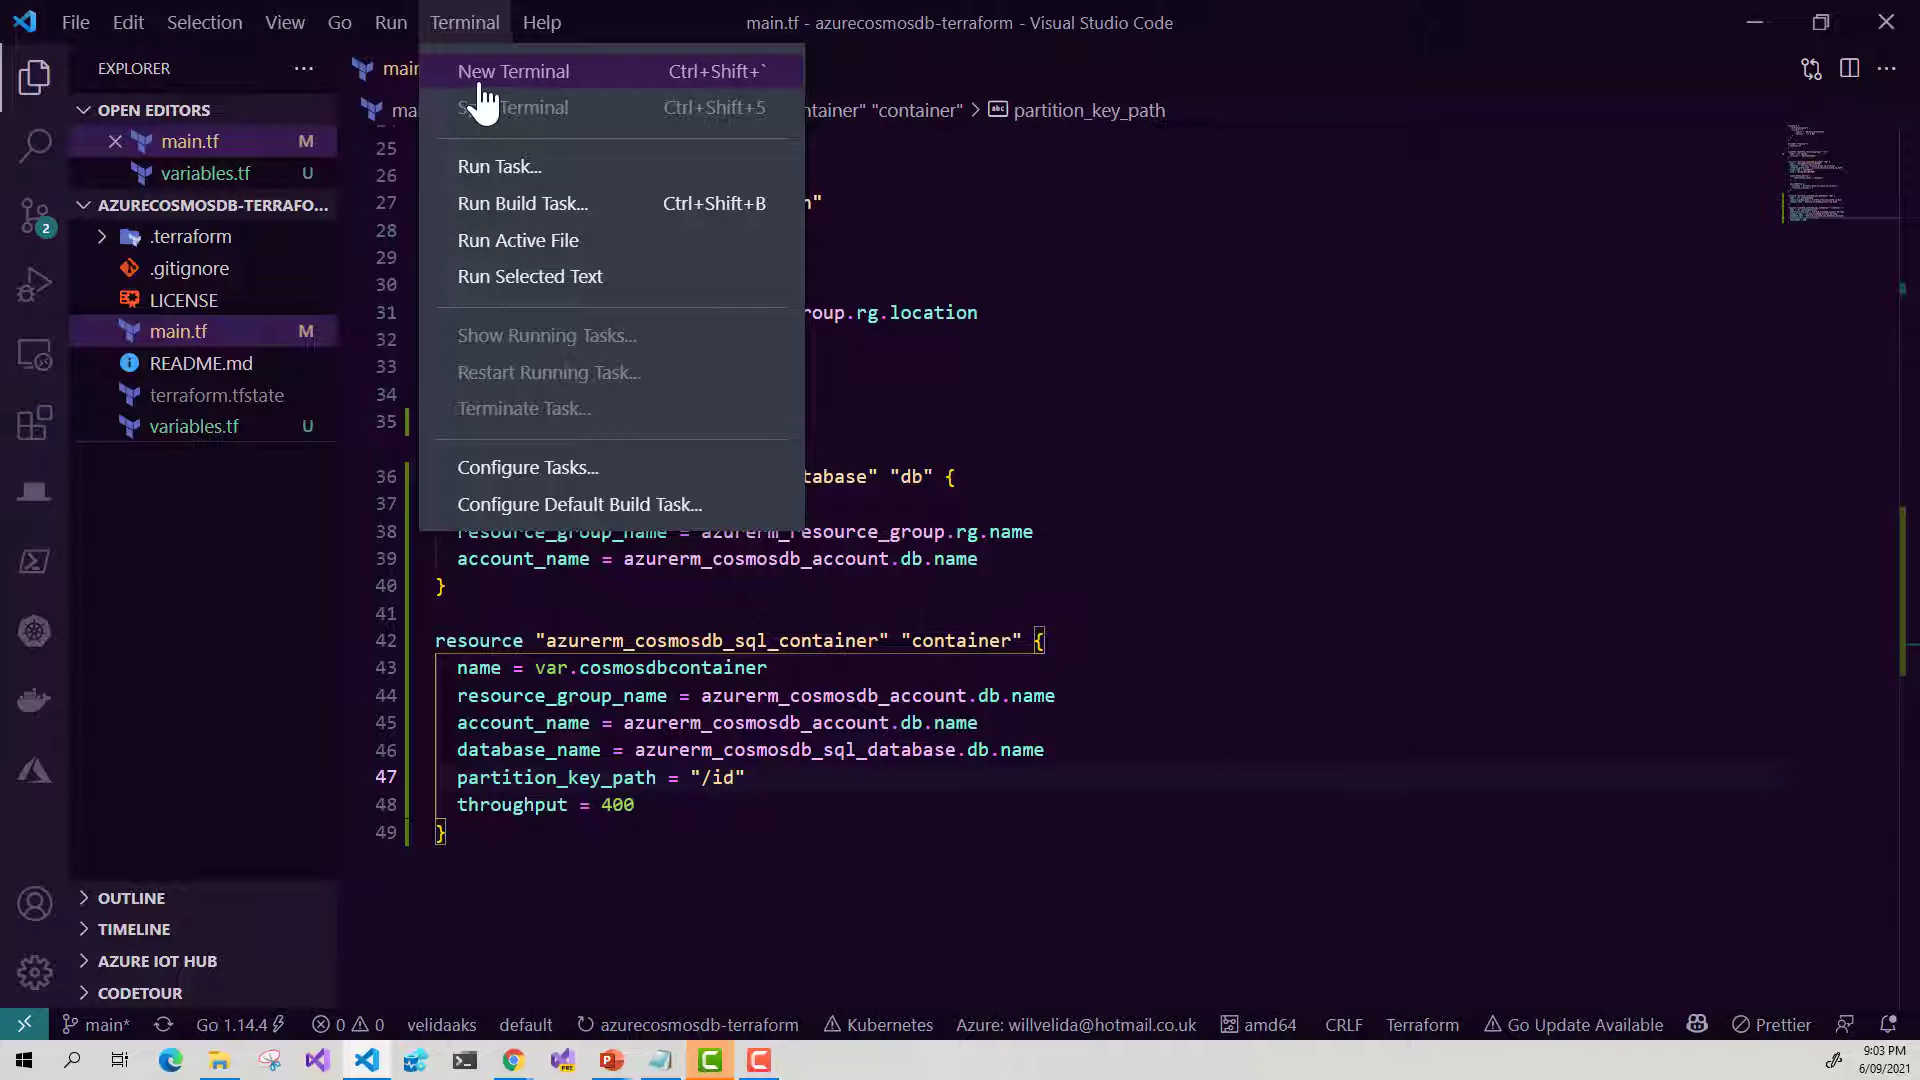 File Edit Selection View Go Run Terminal Help main.tf - azurecosmosdb-terraform - Visual Studio Code
EXPLORER ...
OPEN EDITORS
main.tf M
variables.tf U
AZURECOSMOSDB-TERRAFO...
.terraform
.gitignore
LICENSE
main.tf M
README.md
terraform.tfstate
variables.tf U
OUTLINE
TIMELINE
AZURE IOT HUB
CODETOUR
New Terminal Ctrl+Shift+`
Terminal Ctrl+Shift+5
Run Task...
Run Build Task... Ctrl+Shift+B
Run Active File
Run Selected Text
Show Running Tasks...
Restart Running Task...
Terminate Task...
Configure Tasks...
Configure Default Build Task...
main
ma ntainer" "container" > abc partition_key_path
25
26
27 n"
28
29
30
31 roup.rg.location
32
33
34
35
36 tabase" "db" {
37
38 resource_group_name = azurerm_resource_group.rg.name
39 account_name = azurerm_cosmosdb_account.db.name
40 }
41
42 resource "azurerm_cosmosdb_sql_container" "container" {
43 name = var.cosmosdbcontainer
44 resource_group_name = azurerm_cosmosdb_account.db.name
45 account_name = azurerm_cosmosdb_account.db.name
46 database_name = azurerm_cosmosdb_sql_database.db.name
47 partition_key_path = "/id"
48 throughput = 400
49 }
2
main* Go 1.14.4 0 0 velidaaks default azurecosmosdb-terraform Kubernetes Azure: willvelida@hotmail.co.uk amd64 CRLF Terraform Go Update Available Prettier
9:03 PM
6/09/2021